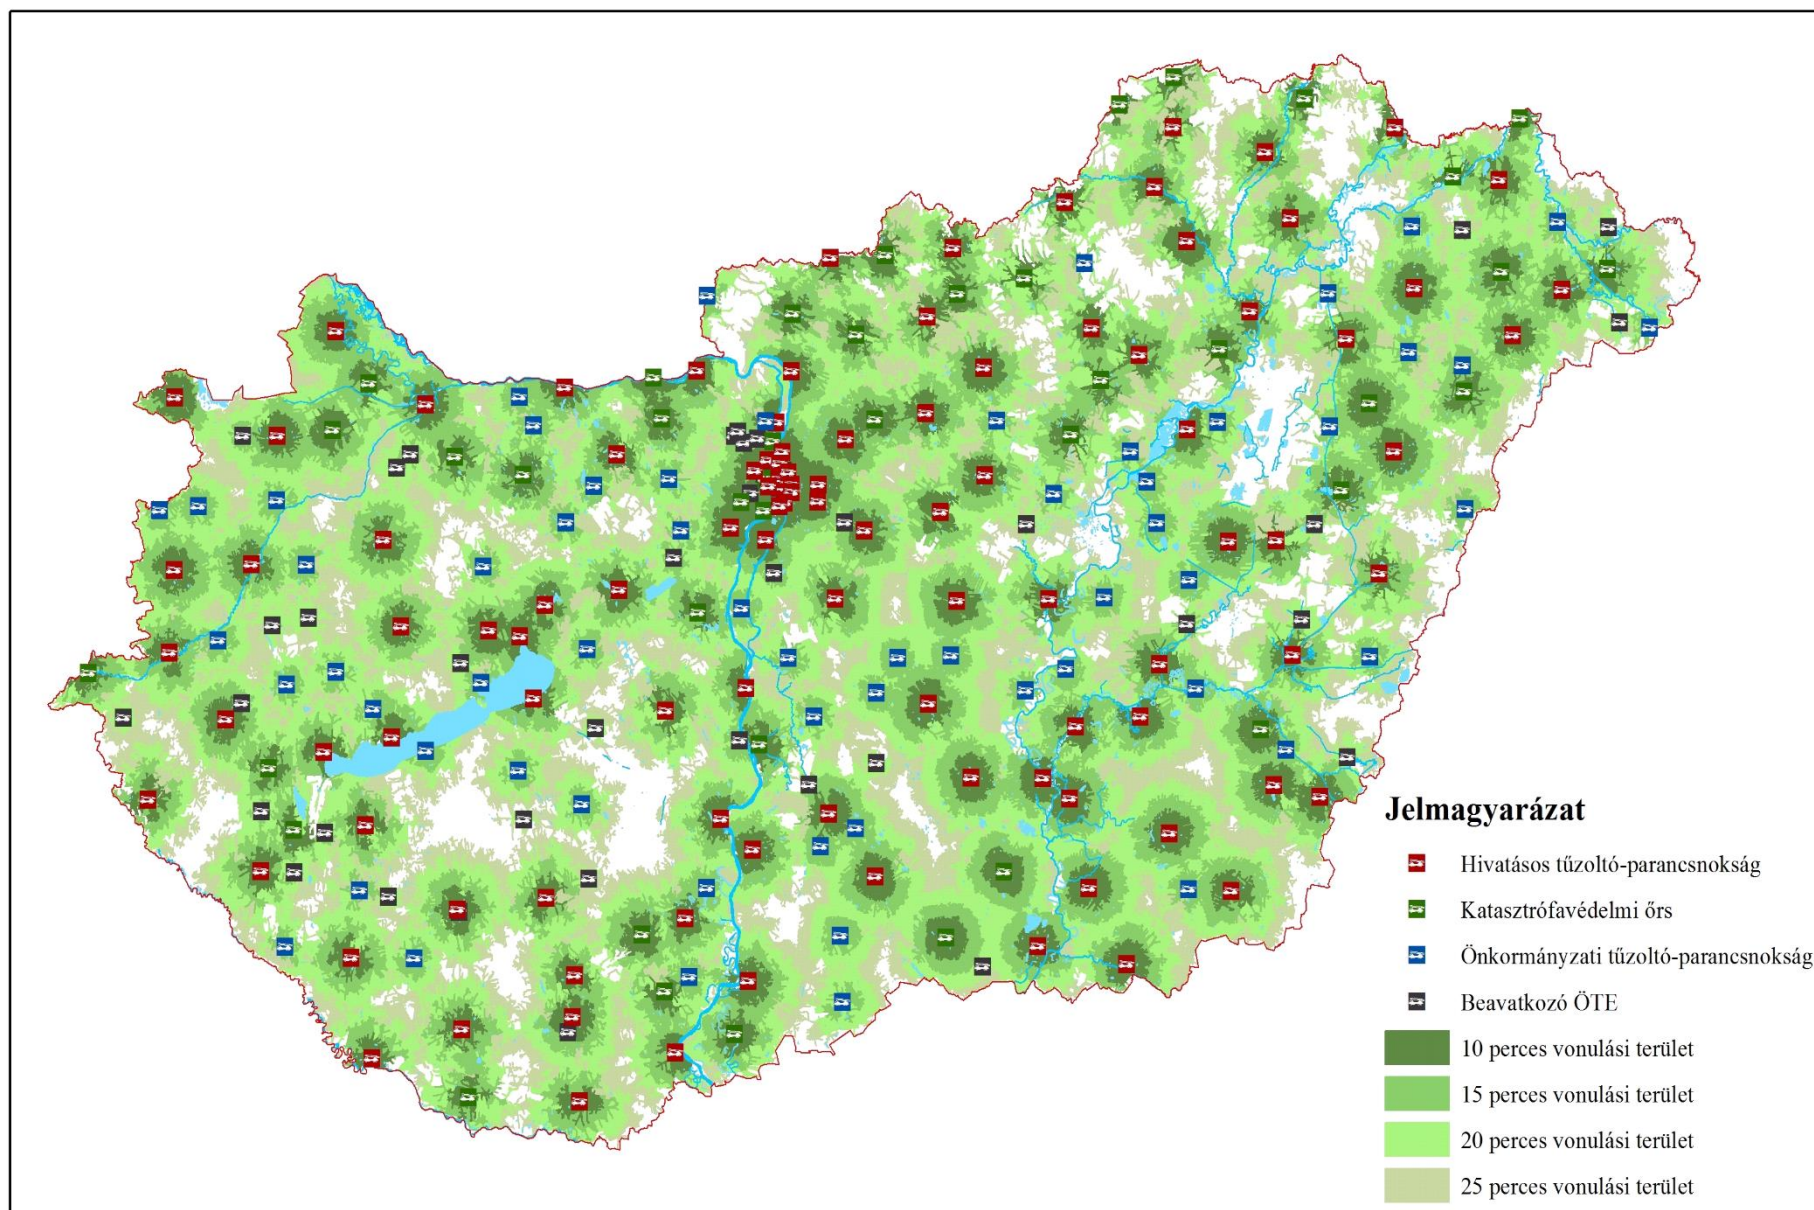 Jelmagyarázat
Hivatásos tűzoltó-parancsnokság
Katasztrófavédelmi őrs
Önkormányzati tűzoltó-parancsnokság
Beavatkozó ÖTE
10 perces vonulási terület
15 perces vonulási terület
20 perces vonulási terület
25 perces vonulási terület